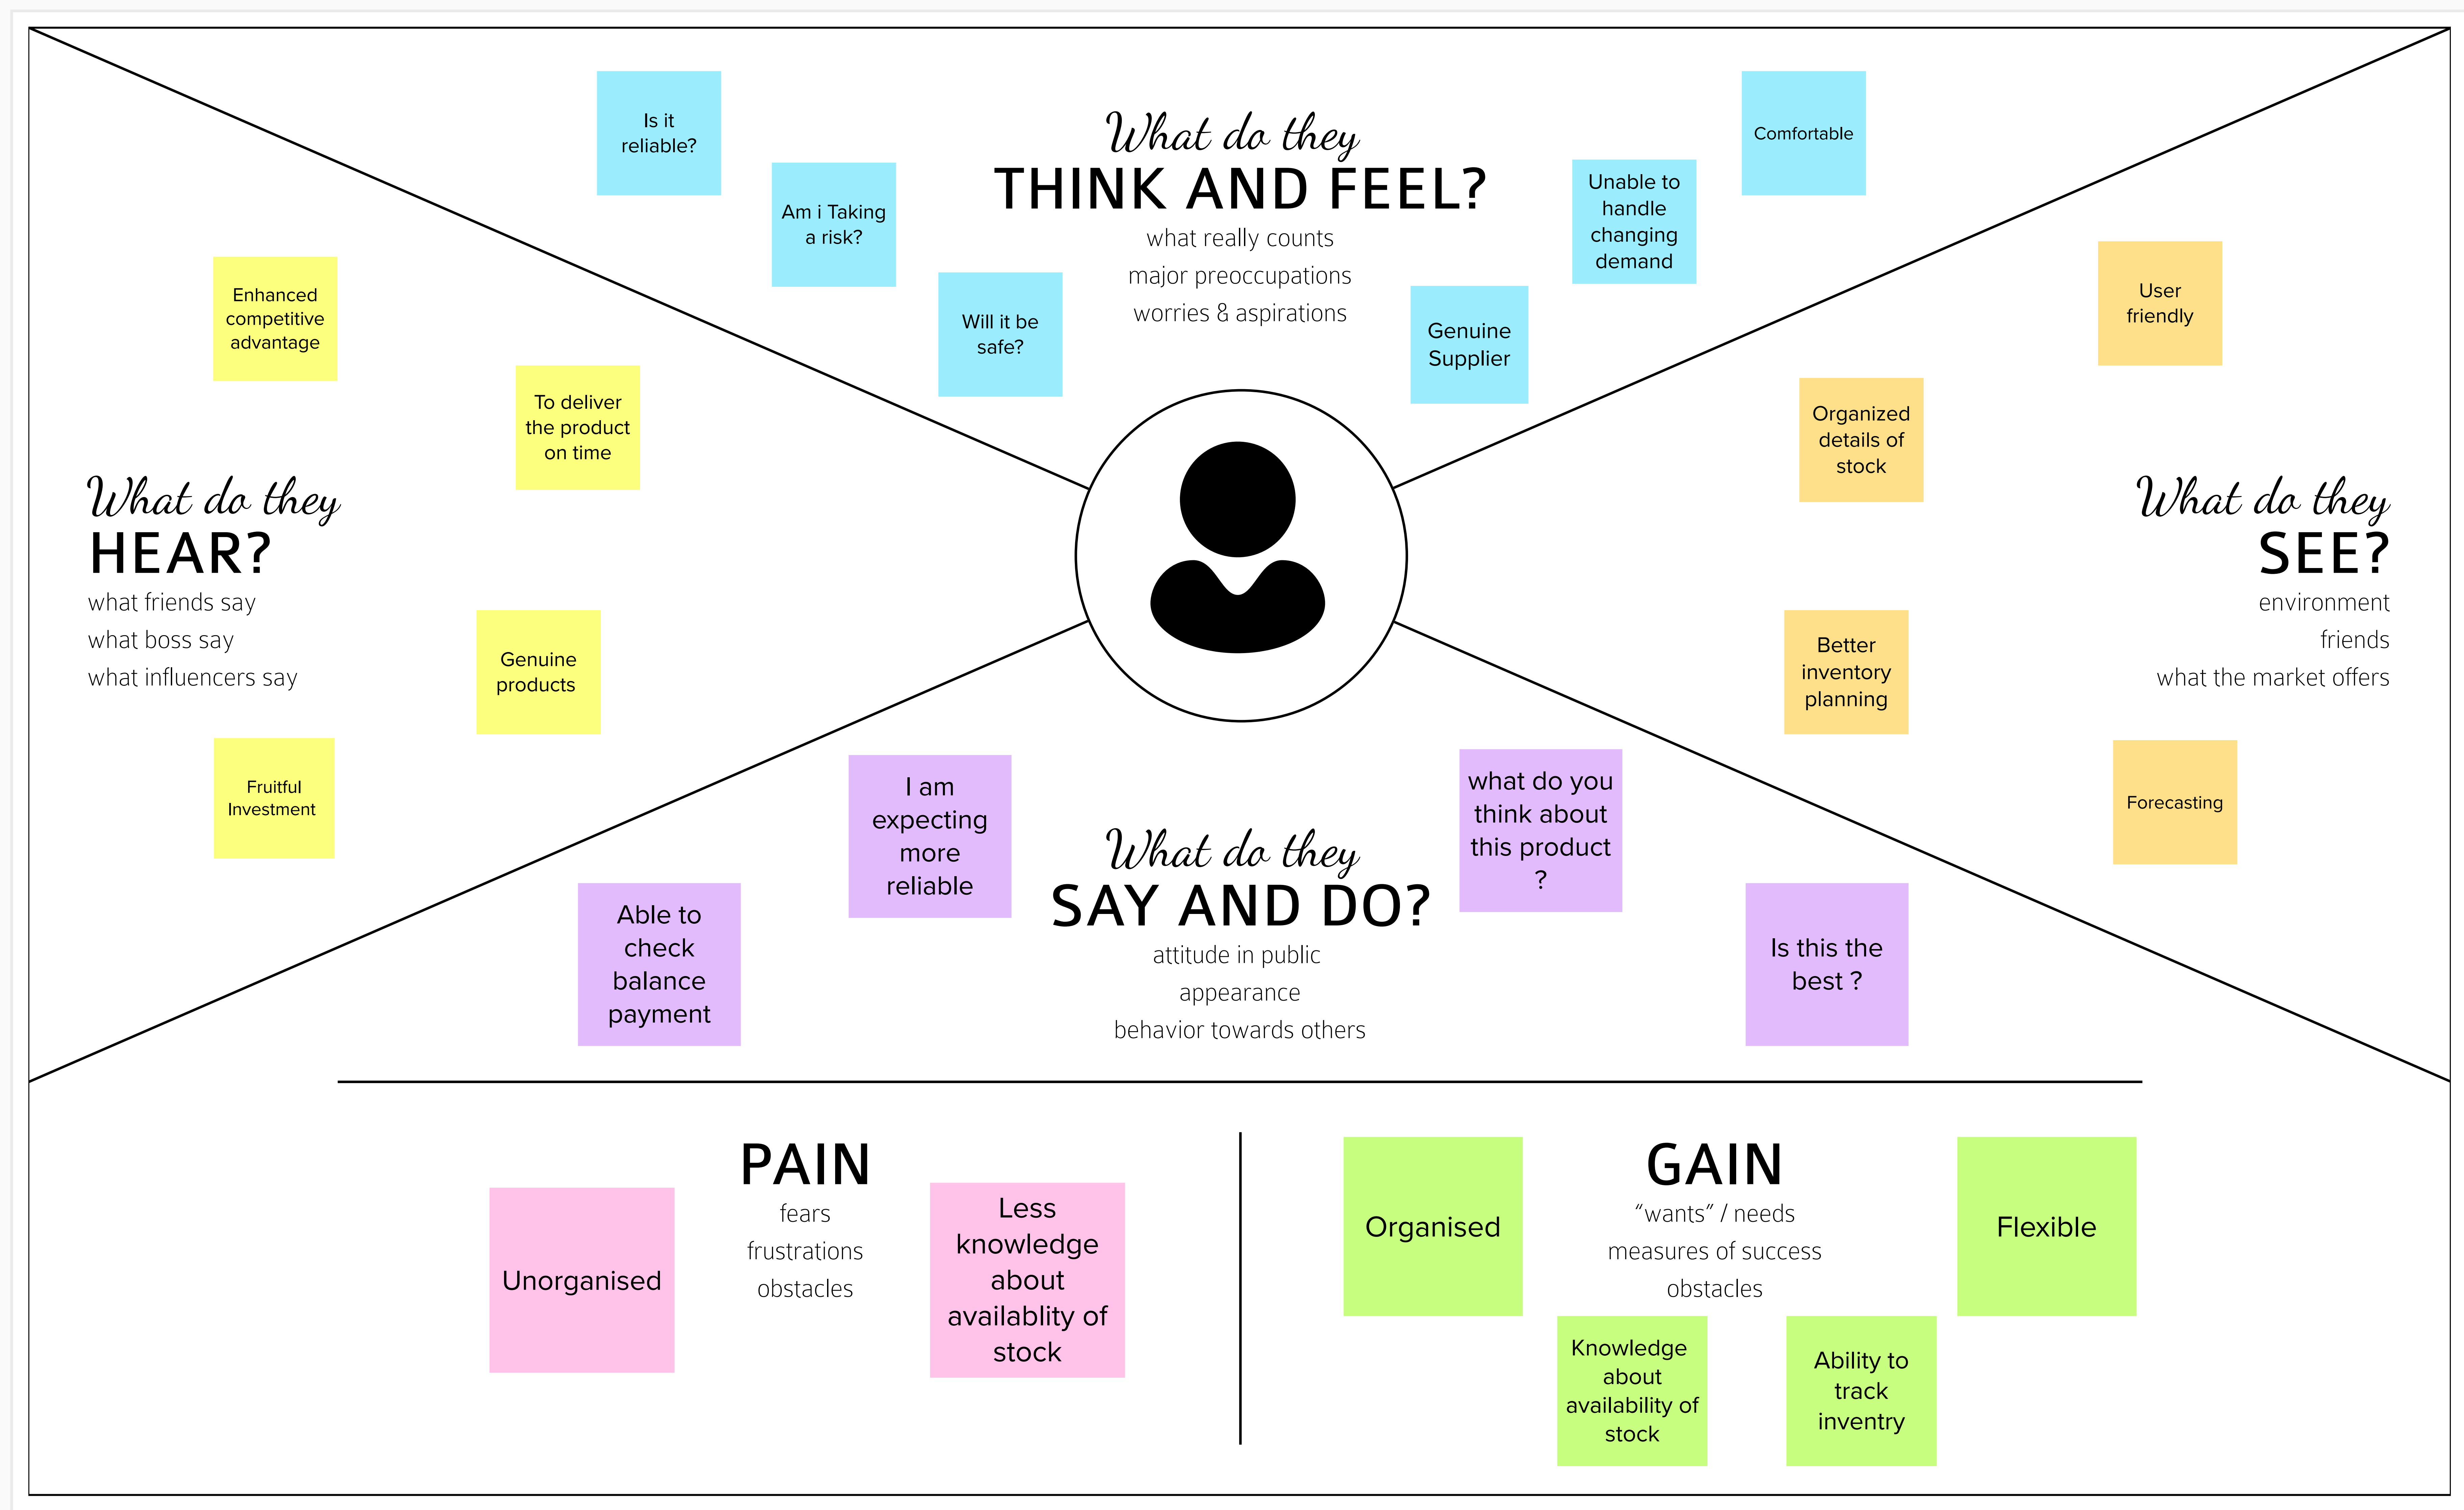 Is it
reliable?
Am i Taking
a risk?
Will it be
safe?
What do they
THINK AND FEEL?
what really counts
major preoccupations
worries & aspirations
Genuine
Supplier
Unable to
handle
changing
demand
Comfortable
Enhanced
competitive
advantage
To deliver
the product
on time
What do they
HEAR?
what friends say
what boss say
what influencers say
Genuine
products
Fruitful
Investment
User
friendly
Organized
details of
stock
What do they
SEE?
environment
friends
what the market offers
Better
inventory
planning
Forecasting
Able to
check
balance
payment
I am
expecting
more
reliable
What do they
SAY AND DO?
attitude in public
appearance
behavior towards others
what do you
think about
this product
?
Is this the
best ?
PAIN
fears
frustrations
obstacles
Unorganised
Less
knowledge
about
availablity of
stock
GAIN
“wants” / needs
measures of success
obstacles
Organised
Flexible
Knowledge
about
availability of
stock
Ability to
track
inventry